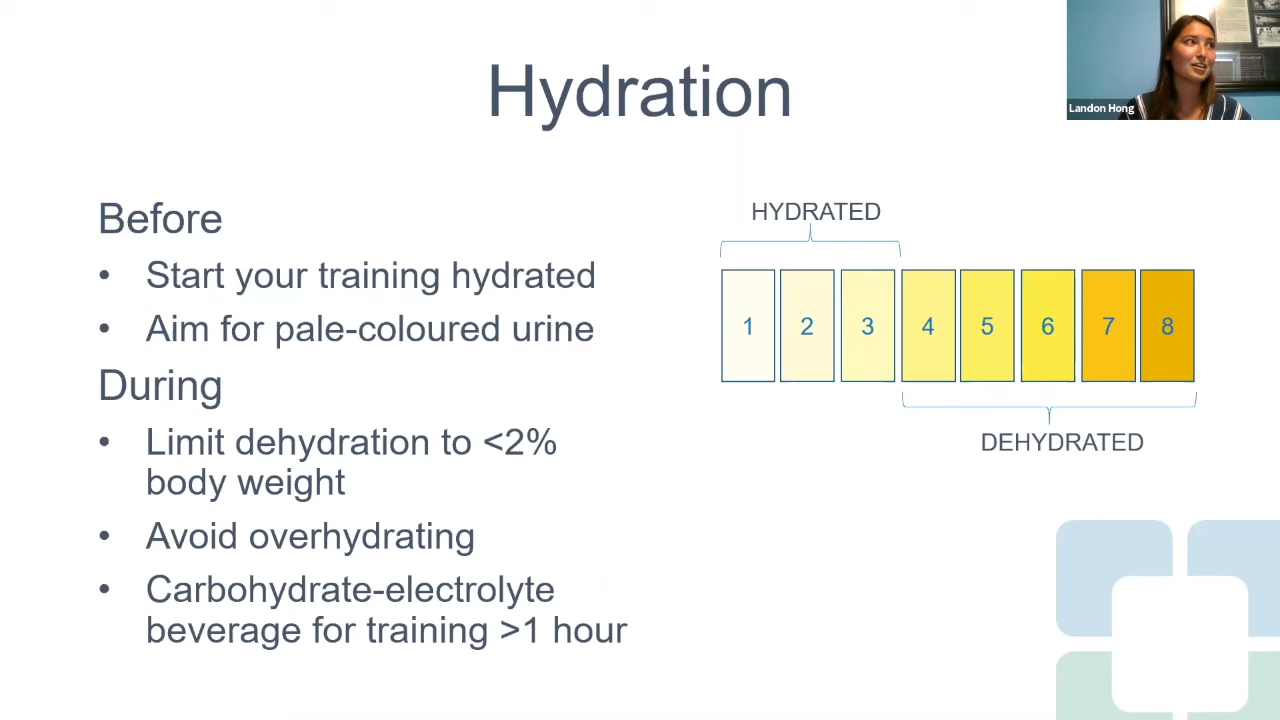 Hydration
Landon Hong
Before
• Start your training hydrated
• Aim for pale-coloured urine
During
• Limit dehydration to <2%
body weight
• Avoid overhydrating
• Carbohydrate-electrolyte
beverage for training >1 hour
HYDRATED
1 2 3 4 5 6 7 8
DEHYDRATED